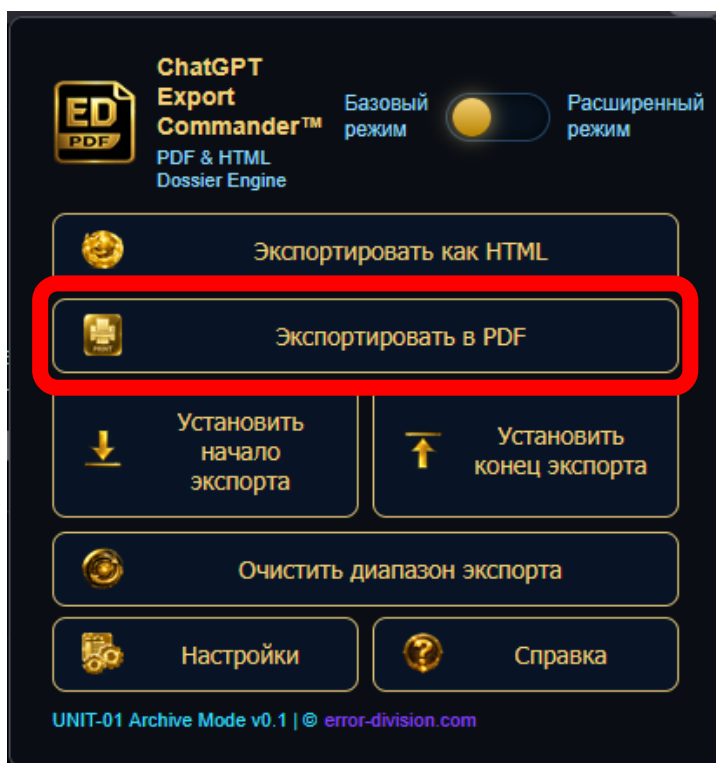 ChatGPT
Export
Commander™
PDF & HTML
Dossier Engine
Базовый
режим
Расширенный
режим
ED
PDF
Экспортировать как HTML
PRINT
Экспортировать в PDF
Установить
начало
экспорта
Установить
конец экспорта
Очистить диапазон экспорта
Настройки
Справка
UNIT-01 Archive Mode v0.1 | © error-division.com